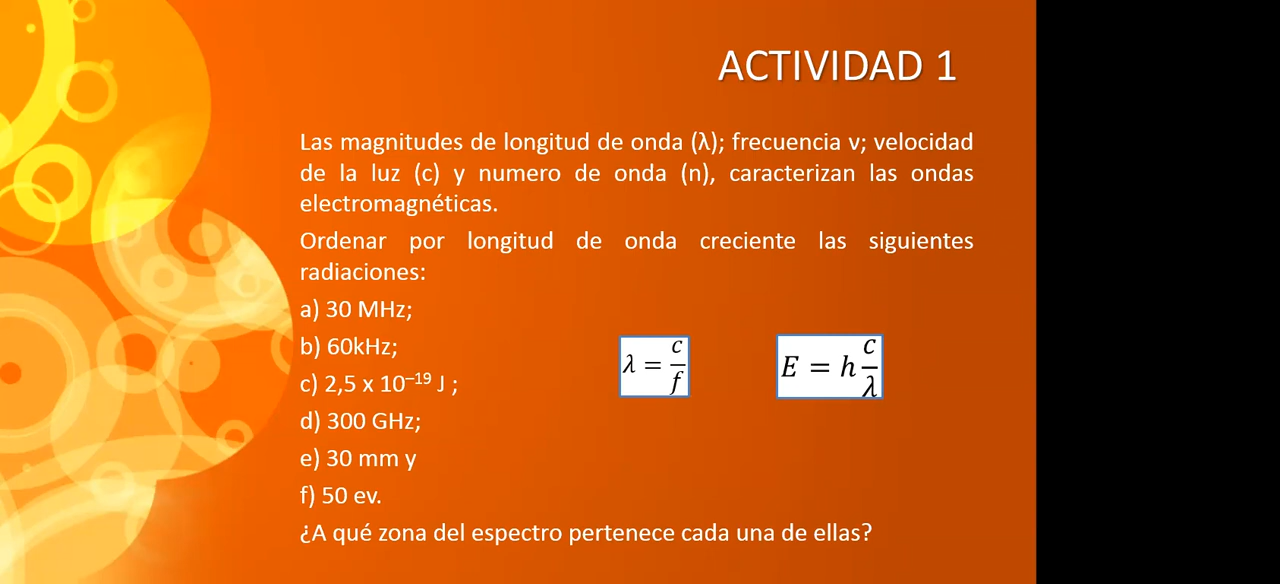 ACTIVIDAD 1
Las magnitudes de longitud de onda (λ); frecuencia ν; velocidad
de la luz (c) y numero de onda (n), caracterizan las ondas
electromagnéticas.
Ordenar por longitud de onda creciente las siguientes
radiaciones:
a) 30 MHz;
b) 60kHz;
c) 2,5 x 10⁻¹⁹ J ;
d) 300 GHz;
e) 30 mm y
f) 50 ev.
λ = c/f
E = h c/λ
¿A qué zona del espectro pertenece cada una de ellas?